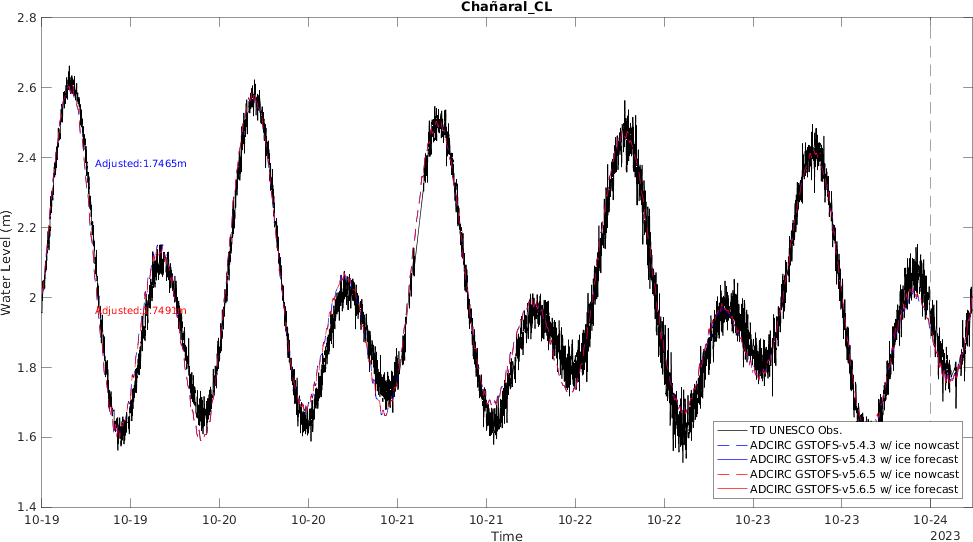 Chañaral_CL
Water Level (m)
2.8
2.6
2.4
2.2
2
1.8
1.6
1.4
Adjusted:1.7465m
Adjusted:1.7491m
TD UNESCO Obs.
ADCIRC GSTOFS-v5.4.3 w/ ice nowcast
ADCIRC GSTOFS-v5.4.3 w/ ice forecast
ADCIRC GSTOFS-v5.6.5 w/ ice nowcast
ADCIRC GSTOFS-v5.6.5 w/ ice forecast
10-19 10-19 10-20 10-20 10-21 10-21 10-22 10-22 10-23 10-23 10-24
Time
2023